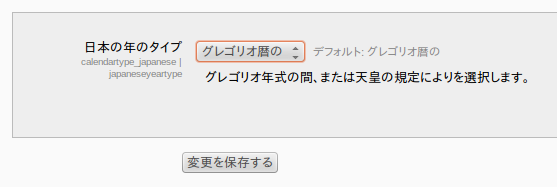 日本の年のタイプ
calendartype_japanese |
japaneseyeartype
グレゴリオ暦の
デフォルト: グレゴリオ暦の
グレゴリオ年式の間、または天皇の規定によりを選択します。
変更を保存する